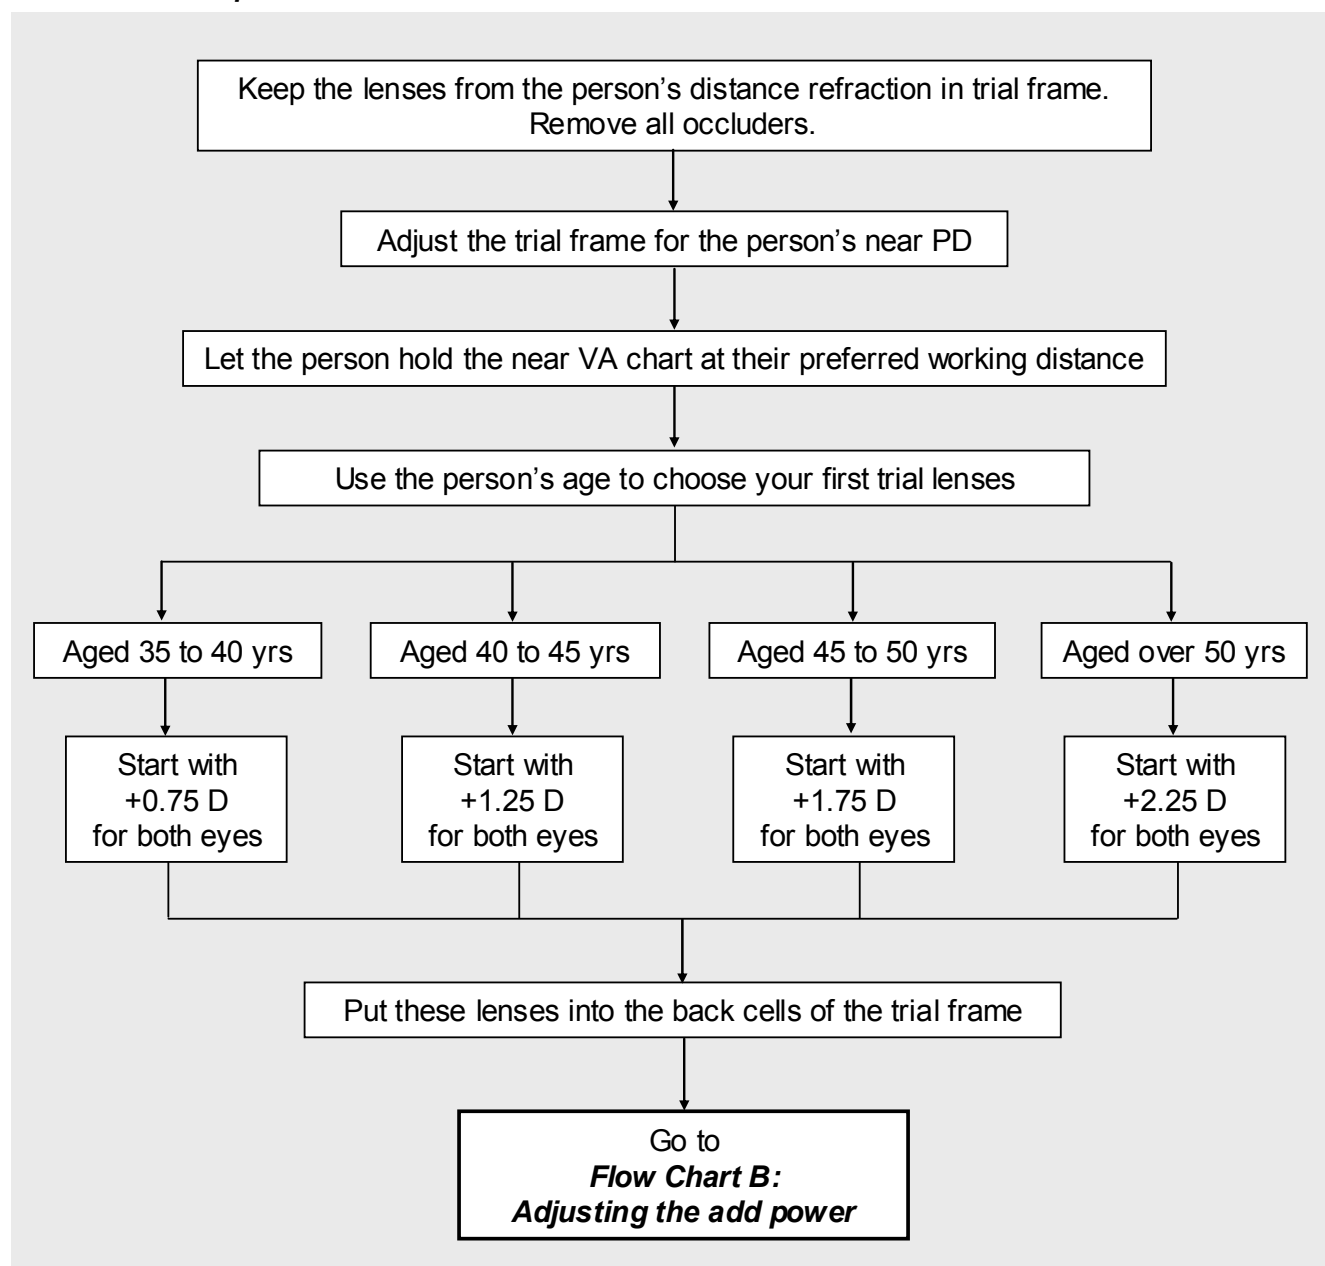 Keep the lenses from the person's distance refraction in trial frame.
Remove all occluders.
Adjust the trial frame for the person's near PD
Let the person hold the near VA chart at their preferred working distance
Use the person's age to choose your first trial lenses
Aged 35 to 40 yrs
Aged 40 to 45 yrs
Aged 45 to 50 yrs
Aged over 50 yrs
Start with
+0.75 D
for both eyes
Start with
+1.25 D
for both eyes
Start with
+1.75 D
for both eyes
Start with
+2.25 D
for both eyes
Put these lenses into the back cells of the trial frame
Go to
Flow Chart B:
Adjusting the add power